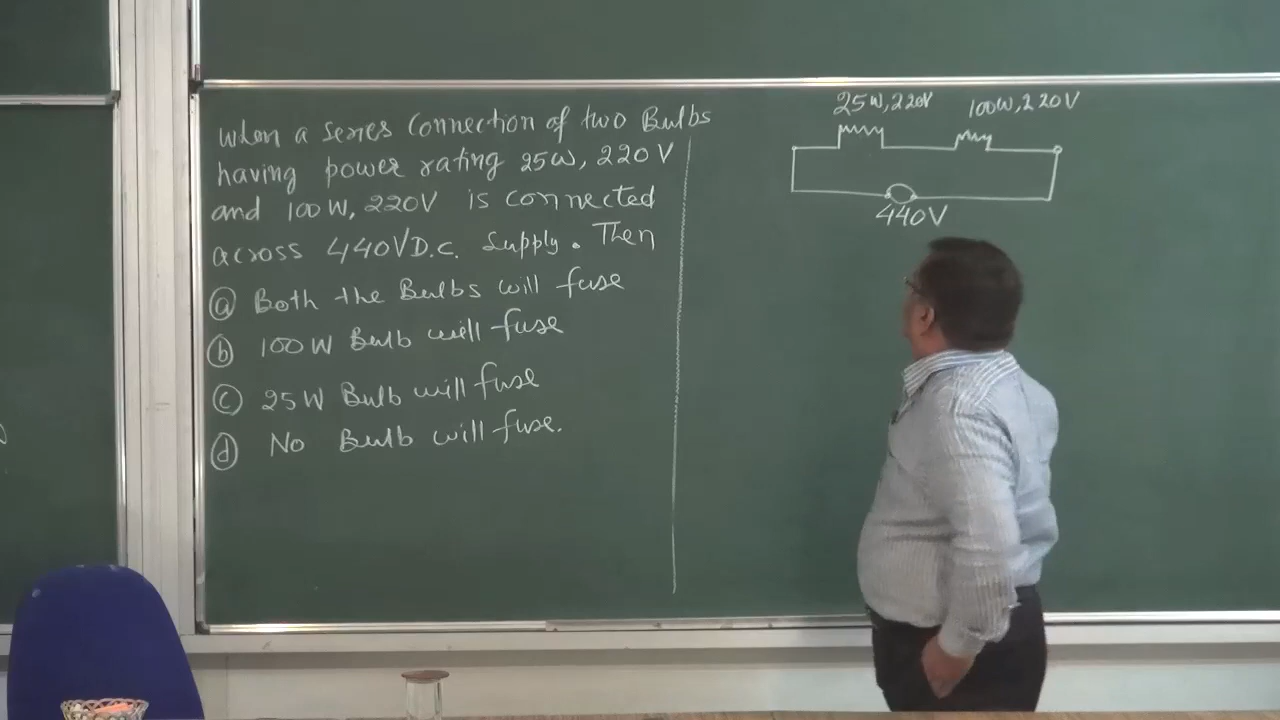 when a series Connection of two Bulbs
having power rating 25W, 220V
and 100W, 220V is connected
across 440V D.C. Supply. Then
(a) Both the Bulbs will fuse
(b) 100W Bulb will fuse
(c) 25W Bulb will fuse
(d) No Bulb will fuse.
25W, 220V 100W, 220V
440V